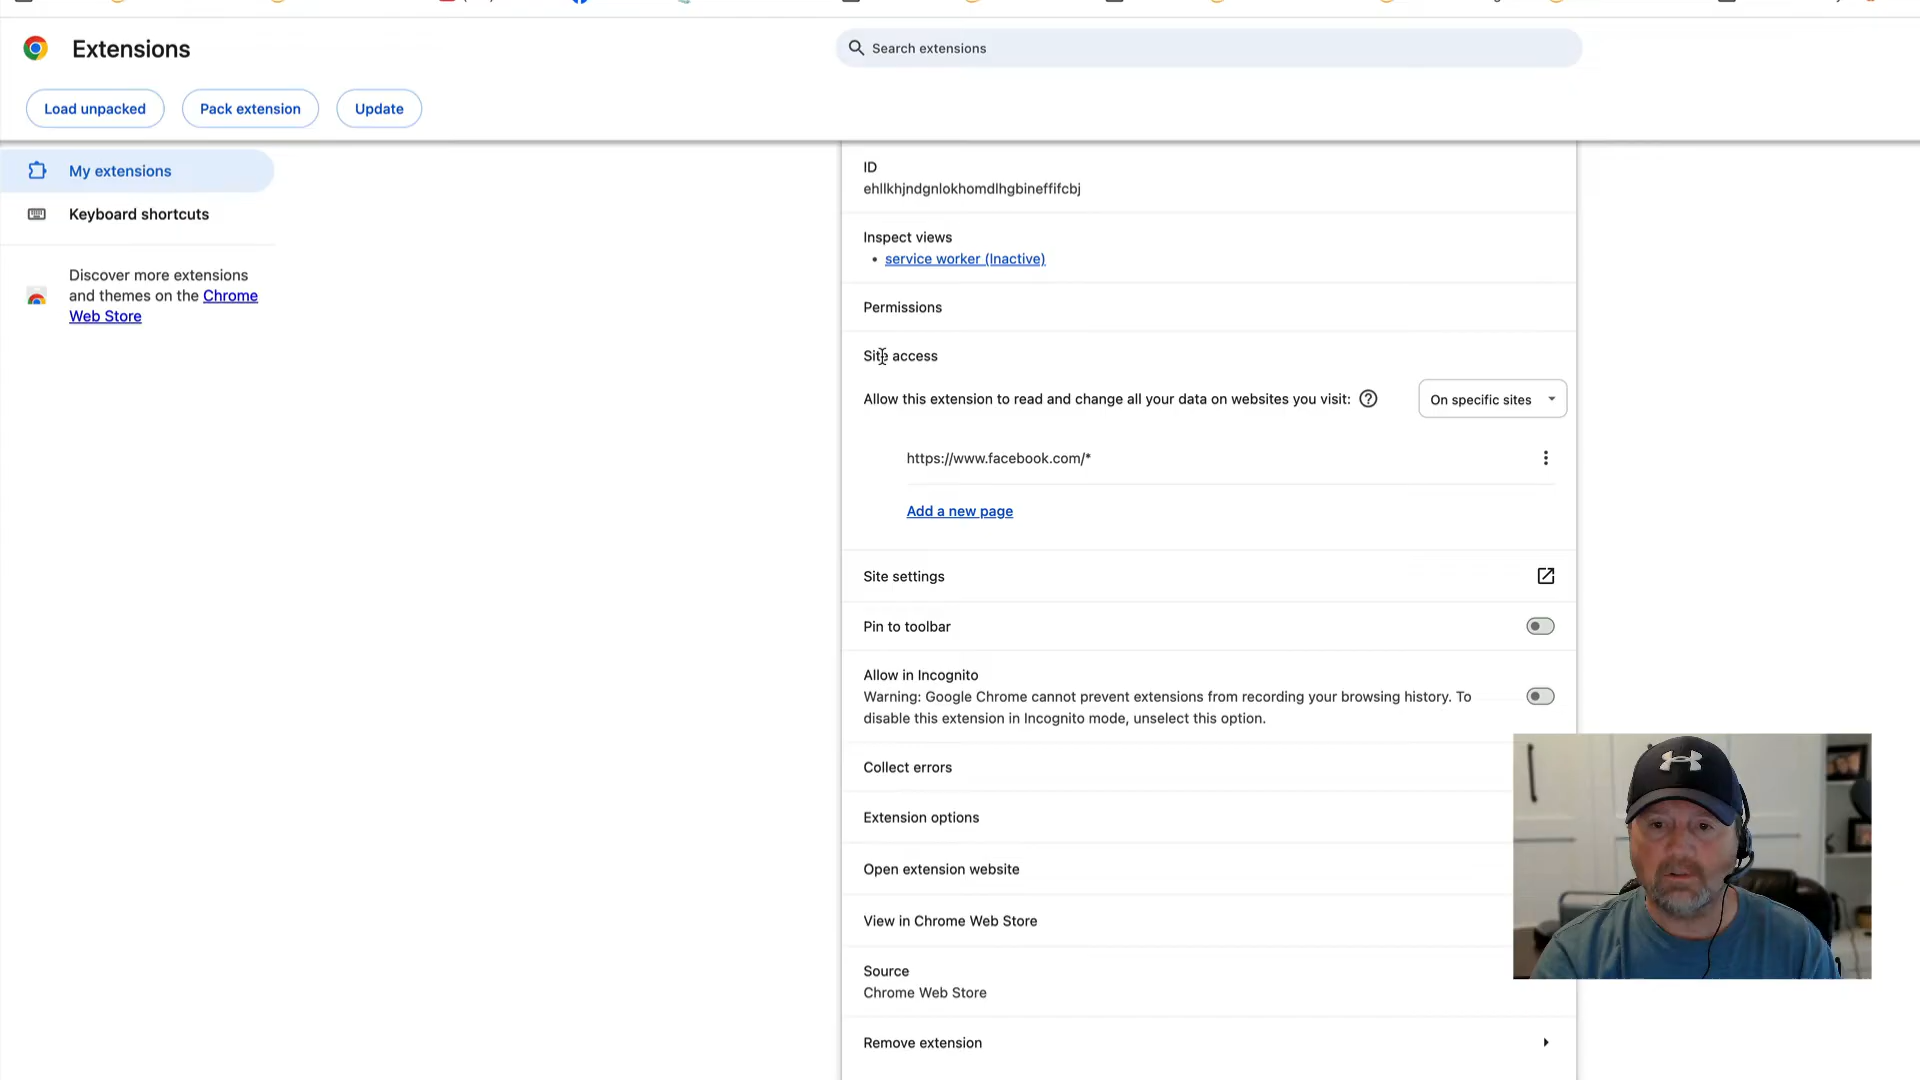 Extensions
Search extensions
Load unpacked
Pack extension
Update
My extensions
Keyboard shortcuts
Discover more extensions
and themes on the Chrome
Web Store
ID
ehllkhjndgnlokhomdlhgbineffifcbj
Inspect views
• service worker (Inactive)
Permissions
Site access
Allow this extension to read and change all your data on websites you visit:
On specific sites
https://www.facebook.com/*
Add a new page
Site settings
Pin to toolbar
Allow in Incognito
Warning: Google Chrome cannot prevent extensions from recording your browsing history. To
disable this extension in Incognito mode, unselect this option.
Collect errors
Extension options
Open extension website
View in Chrome Web Store
Source
Chrome Web Store
Remove extension